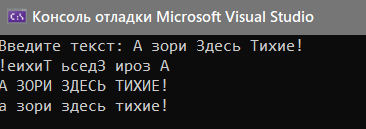 Консоль отладки Microsoft Visual Studio
Введите текст: А зори Здесь Тихие!
!еихиТ ьседЗ ироз А
А ЗОРИ ЗДЕСЬ ТИХИЕ!
а зори здесь тихие!